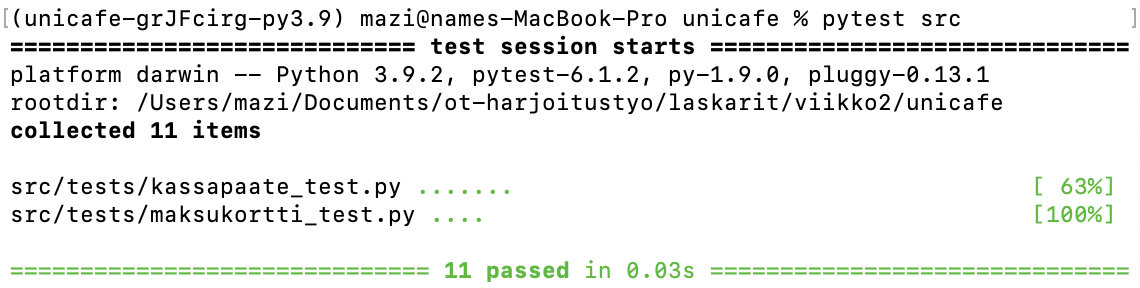 [(unicafe-grJFcirg-py3.9) mazi@names-MacBook-Pro unicafe % pytest src ]
============================= test session starts ==============================
platform darwin -- Python 3.9.2, pytest-6.1.2, py-1.9.0, pluggy-0.13.1
rootdir: /Users/mazi/Documents/ot-harjoitustyo/laskarit/viikko2/unicafe
collected 11 items
src/tests/kassapaate_test.py ....... [ 63%]
src/tests/maksukortti_test.py .... [100%]
============================== 11 passed in 0.03s ==============================